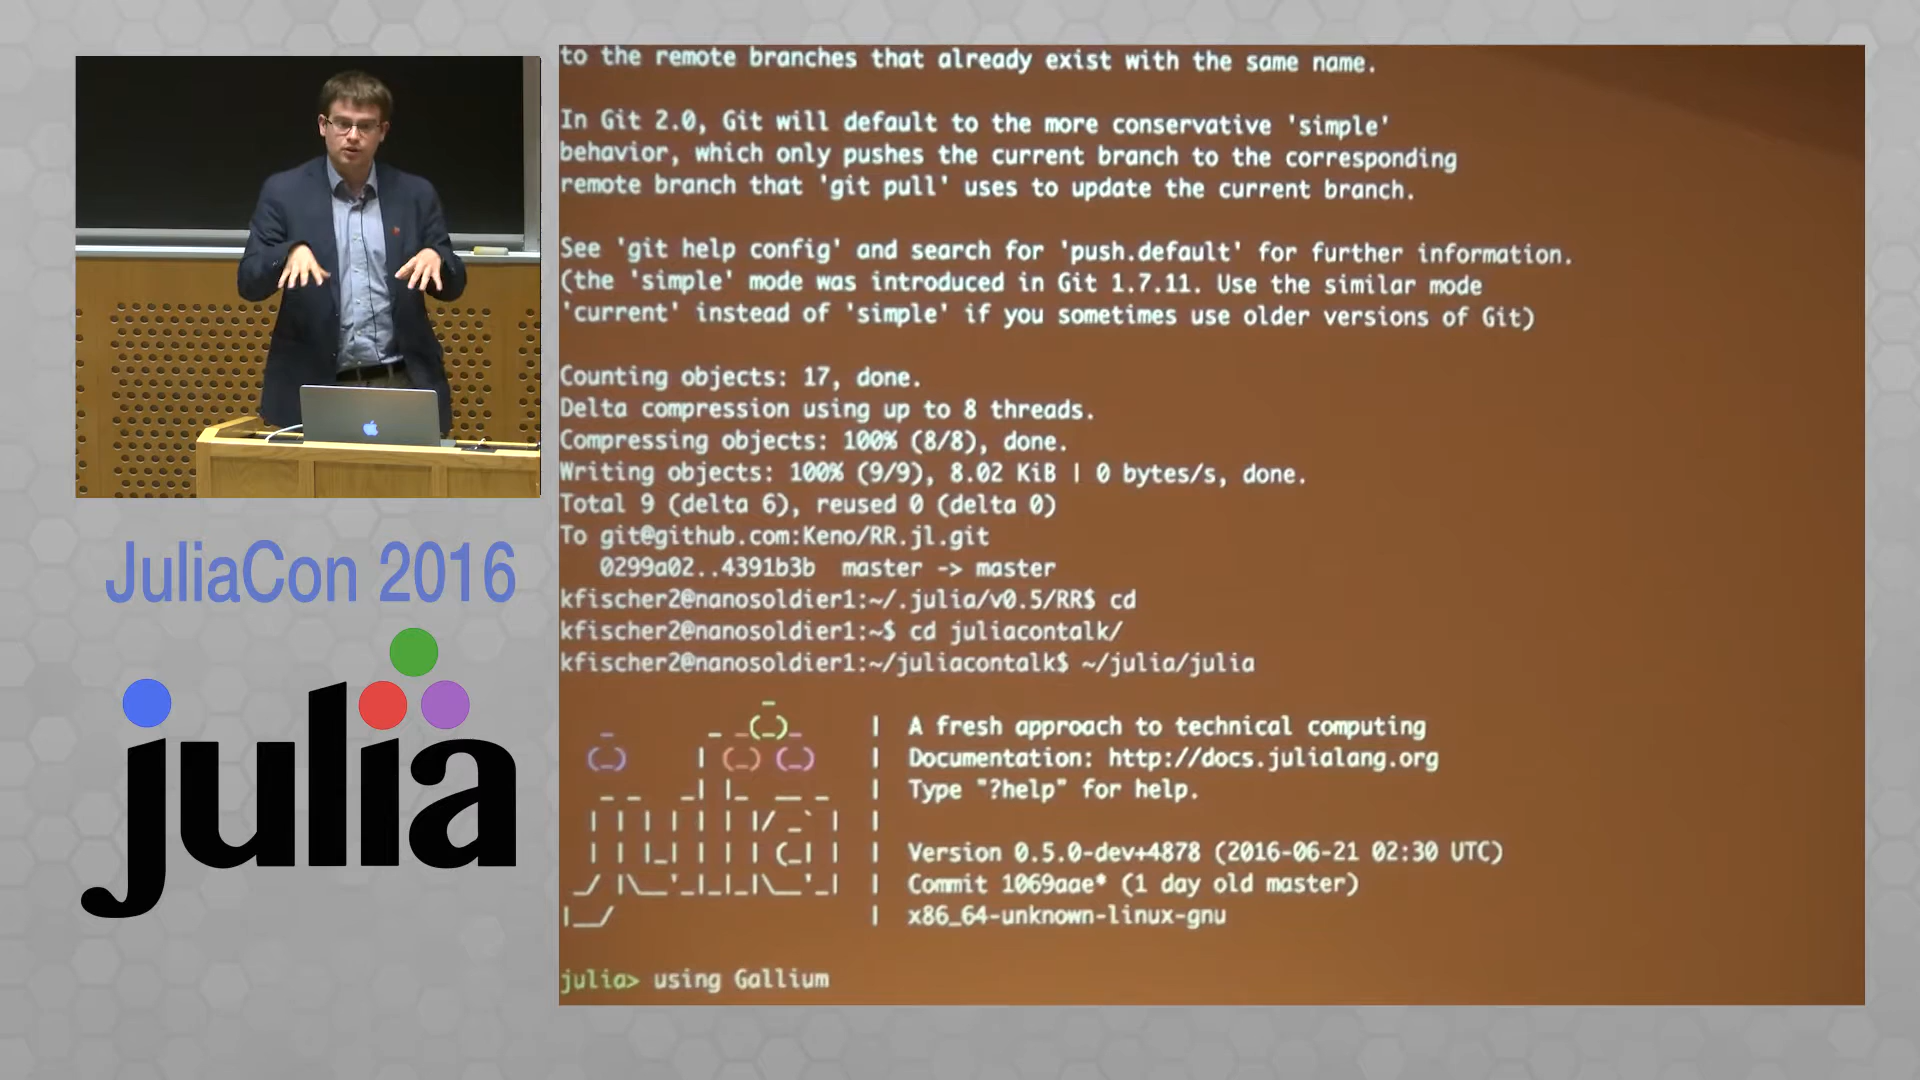 to the remote branches that already exist with the same name.
In Git 2.0, Git will default to the more conservative 'simple'
behavior, which only pushes the current branch to the corresponding
remote branch that 'git pull' uses to update the current branch.
See 'git help config' and search for 'push.default' for further information.
(the 'simple' mode was introduced in Git 1.7.11. Use the similar mode
'current' instead of 'simple' if you sometimes use older versions of Git)
Counting objects: 17, done.
Delta compression using up to 8 threads.
Compressing objects: 100% (8/8), done.
Writing objects: 100% (9/9), 8.02 KiB | 0 bytes/s, done.
Total 9 (delta 6), reused 0 (delta 0)
To git@github.com:Keno/RR.jl.git
0299a02..4391b3b  master -> master
kfischer2@nanosoldier1:~/.julia/v0.5/RR$ cd
kfischer2@nanosoldier1:~$ cd juliacontalk/
kfischer2@nanosoldier1:~/juliacontalk$ ~/julia/julia
A fresh approach to technical computing
Documentation: http://docs.julialang.org
Type "?help" for help.
Version 0.5.0-dev+4878 (2016-06-21 02:30 UTC)
Commit 1069aae* (1 day old master)
x86_64-unknown-linux-gnu
julia> using Gallium
JuliaCon 2016
julia